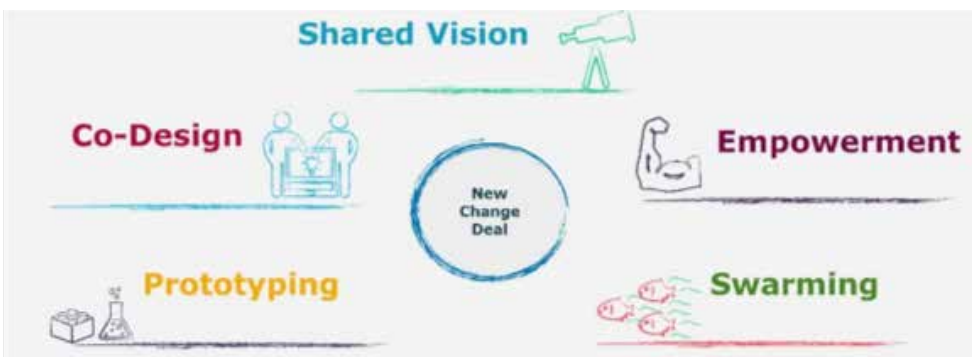 Shared Vision
Co-Design
Empowerment
New
Change
Deal
Prototyping
Swarming